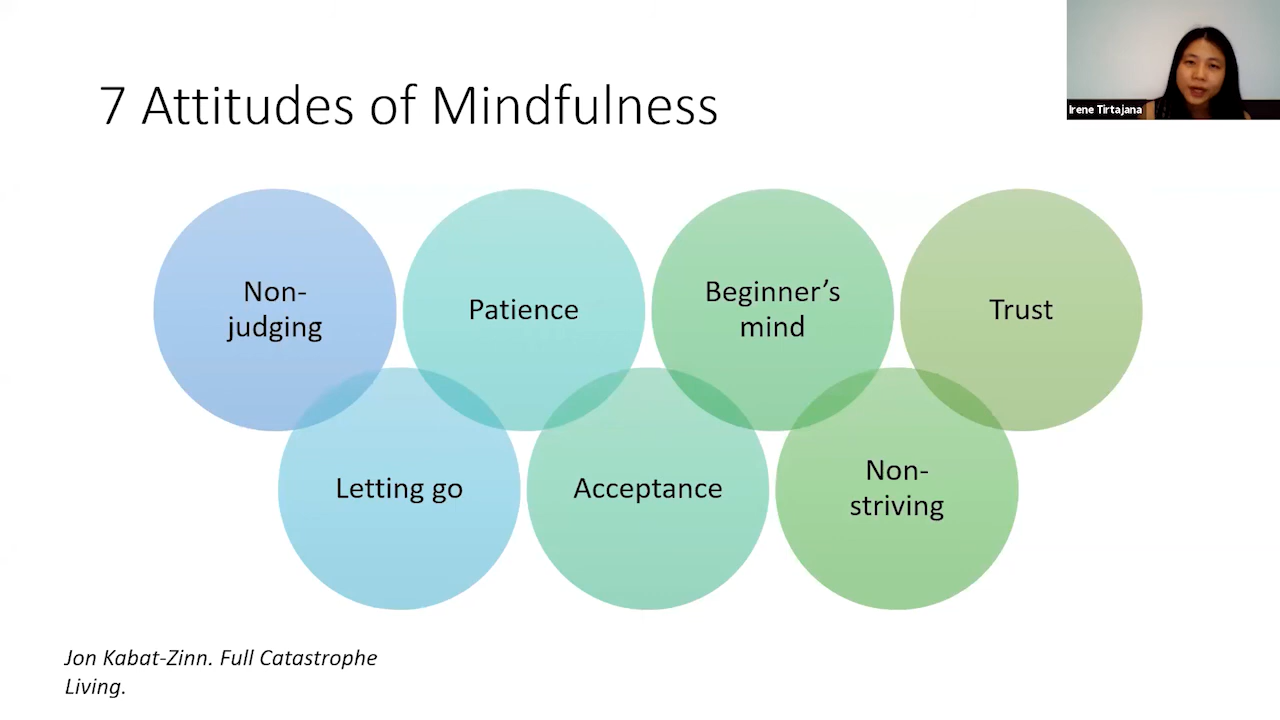 7 Attitudes of Mindfulness
Irene Tirtajana
Non-
judging
Patience
Beginner’s
mind
Trust
Letting go
Acceptance
Non-
striving
Jon Kabat-Zinn. Full Catastrophe
Living.